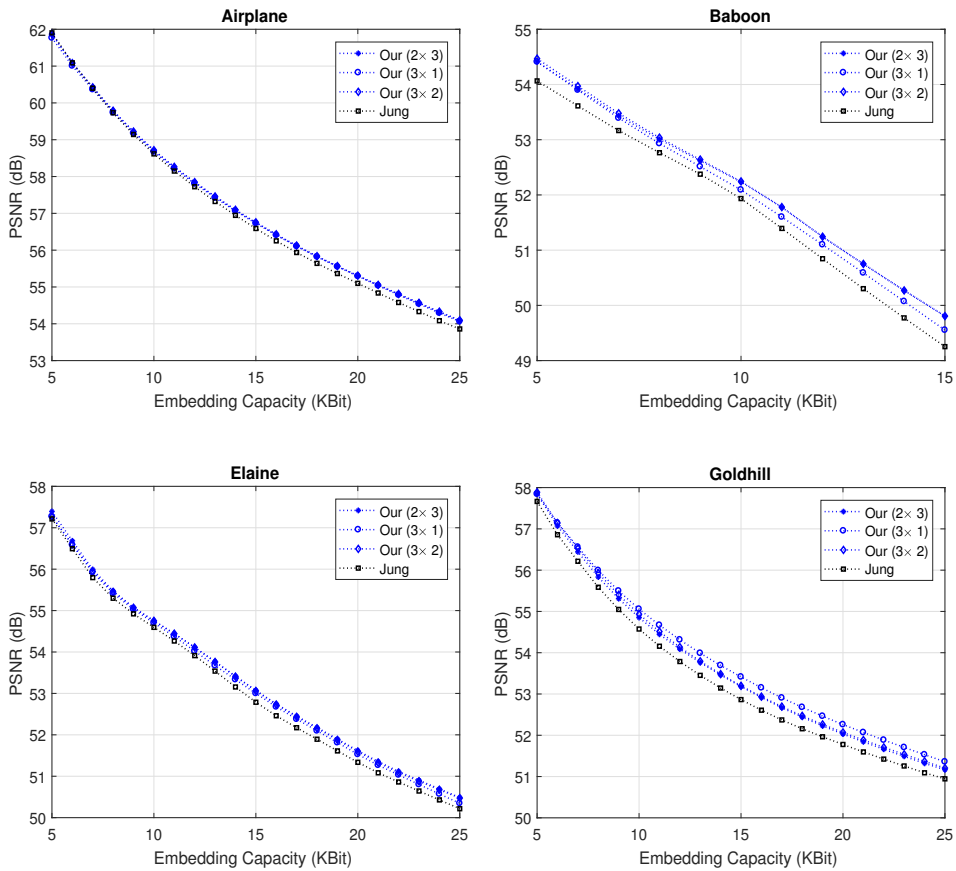 Airplane
62
61
60
59
58
57
56
55
54
53
PSNR (dB)
5
10
15
20
25
Embedding Capacity (KBit)
Our (2× 3)
Our (3× 1)
Our (3× 2)
Jung
Baboon
55
54
53
52
51
50
49
PSNR (dB)
5
10
15
Embedding Capacity (KBit)
Our (2× 3)
Our (3× 1)
Our (3× 2)
Jung
Elaine
58
57
56
55
54
53
52
51
50
PSNR (dB)
5
10
15
20
25
Embedding Capacity (KBit)
Our (2× 3)
Our (3× 1)
Our (3× 2)
Jung
Goldhill
58
57
56
55
54
53
52
51
50
PSNR (dB)
5
10
15
20
25
Embedding Capacity (KBit)
Our (2× 3)
Our (3× 1)
Our (3× 2)
Jung